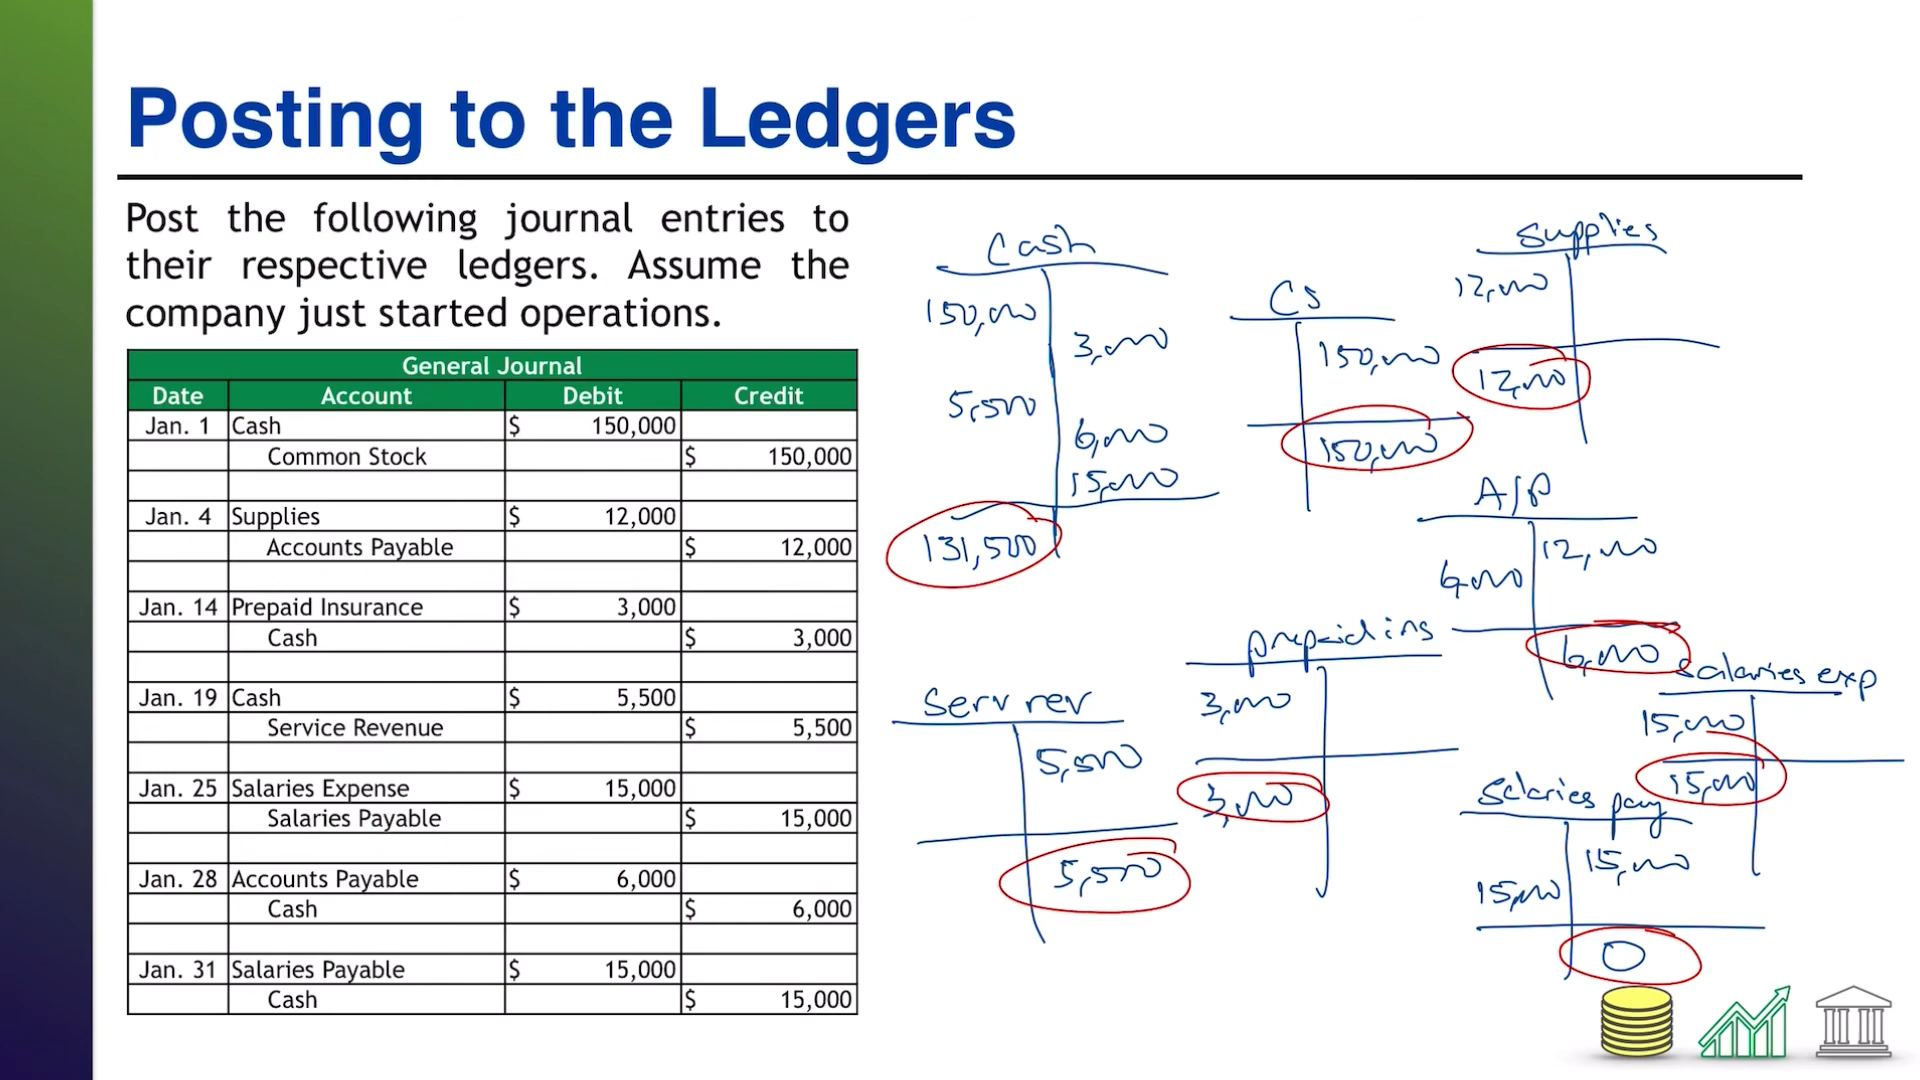 Posting to the Ledgers
Post the following journal entries to
their respective ledgers. Assume the
company just started operations.
General Journal
Date Account Debit Credit
Jan. 1 Cash $ 150,000
Common Stock $ 150,000
Jan. 4 Supplies $ 12,000
Accounts Payable $ 12,000
Jan. 14 Prepaid Insurance $ 3,000
Cash $ 3,000
Jan. 19 Cash $ 5,500
Service Revenue $ 5,500
Jan. 25 Salaries Expense $ 15,000
Salaries Payable $ 15,000
Jan. 28 Accounts Payable $ 6,000
Cash $ 6,000
Jan. 31 Salaries Payable $ 15,000
Cash $ 15,000
Cash
150,000
3,000
5,500
6,000
15,000
131,500
CS
150,000
150,000
Supplies
12,000
12,000
A/P
12,000
6,000
6,000
Serv rev
5,500
5,500
prepaid ins
3,000
3,000
Salaries exp
15,000
15,000
Salaries pay
15,000
15,000
0